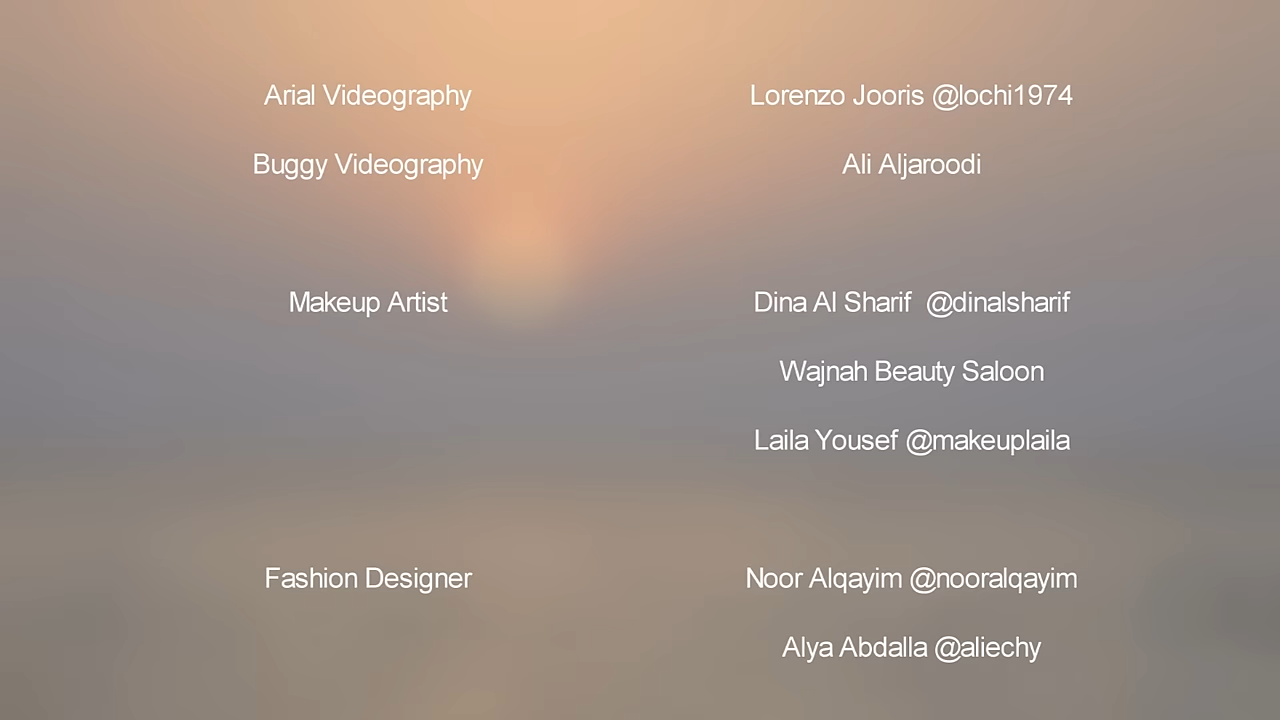 Arial Videography Lorenzo Jooris @lochi1974
Buggy Videography Ali Aljaroodi
Makeup Artist Dina Al Sharif @dinalsharif
Wajnah Beauty Saloon
Laila Yousef @makeuplaila
Fashion Designer Noor Alqayim @nooralqayim
Alya Abdalla @aliechy